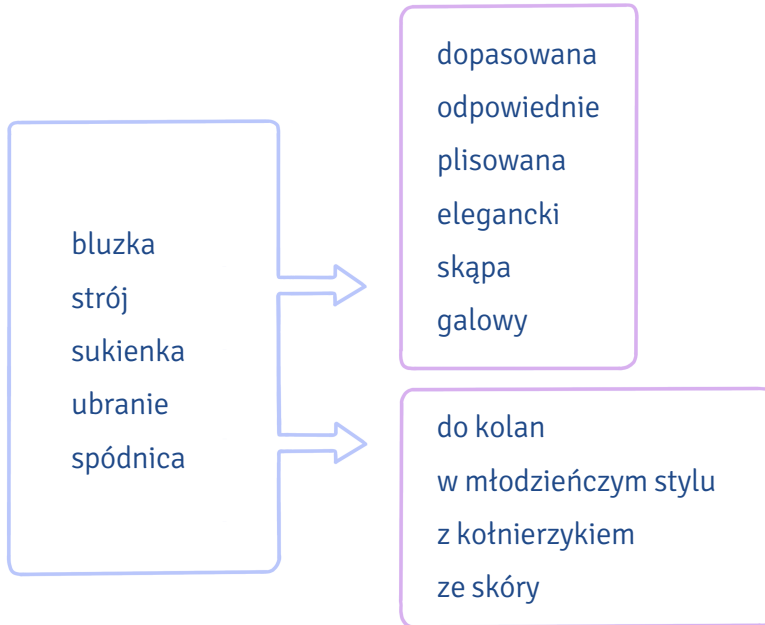 bluzka
strój
sukienka
ubranie
spódnica
dopasowana
odpowiednie
plisowana
elegancki
skąpa
galowy
do kolan
w młodzieńczym stylu
z kołnierzykiem
ze skóry